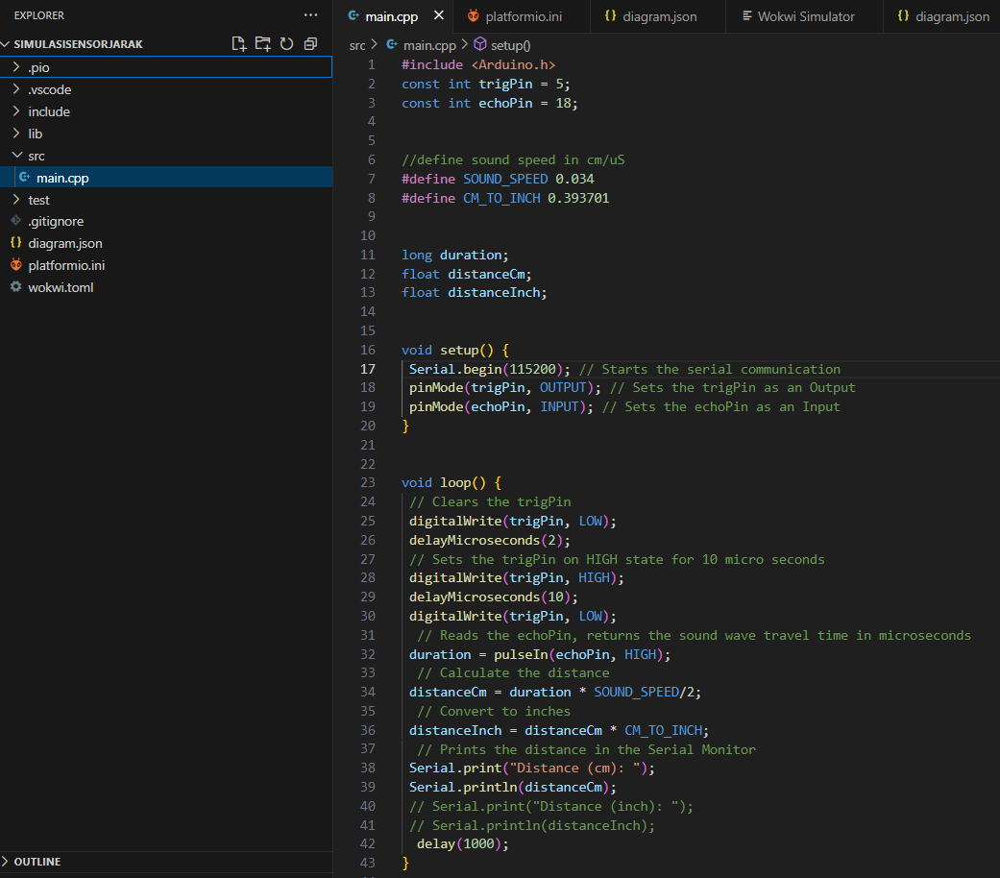 EXPLORER
SIMULASISENSORJARAK
.pio
.vscode
include
lib
src
main.cpp
test
.gitignore
diagram.json
platformio.ini
wokwi.toml
OUTLINE
main.cpp platformio.ini diagram.json Wokwi Simulator diagram.json
src > main.cpp > setup()
1 #include <Arduino.h>
2 const int trigPin = 5;
3 const int echoPin = 18;
4
5
6 //define sound speed in cm/uS
7 #define SOUND_SPEED 0.034
8 #define CM_TO_INCH 0.393701
9
10
11 long duration;
12 float distanceCm;
13 float distanceInch;
14
15
16 void setup() {
17 Serial.begin(115200); // Starts the serial communication
18 pinMode(trigPin, OUTPUT); // Sets the trigPin as an Output
19 pinMode(echoPin, INPUT); // Sets the echoPin as an Input
20 }
21
22
23 void loop() {
24 // Clears the trigPin
25 digitalWrite(trigPin, LOW);
26 delayMicroseconds(2);
27 // Sets the trigPin on HIGH state for 10 micro seconds
28 digitalWrite(trigPin, HIGH);
29 delayMicroseconds(10);
30 digitalWrite(trigPin, LOW);
31 // Reads the echoPin, returns the sound wave travel time in microseconds
32 duration = pulseIn(echoPin, HIGH);
33 // Calculate the distance
34 distanceCm = duration * SOUND_SPEED/2;
35 // Convert to inches
36 distanceInch = distanceCm * CM_TO_INCH;
37 // Prints the distance in the Serial Monitor
38 Serial.print("Distance (cm): ");
39 Serial.println(distanceCm);
40 // Serial.print("Distance (inch): ");
41 // Serial.println(distanceInch);
42 delay(1000);
43 }